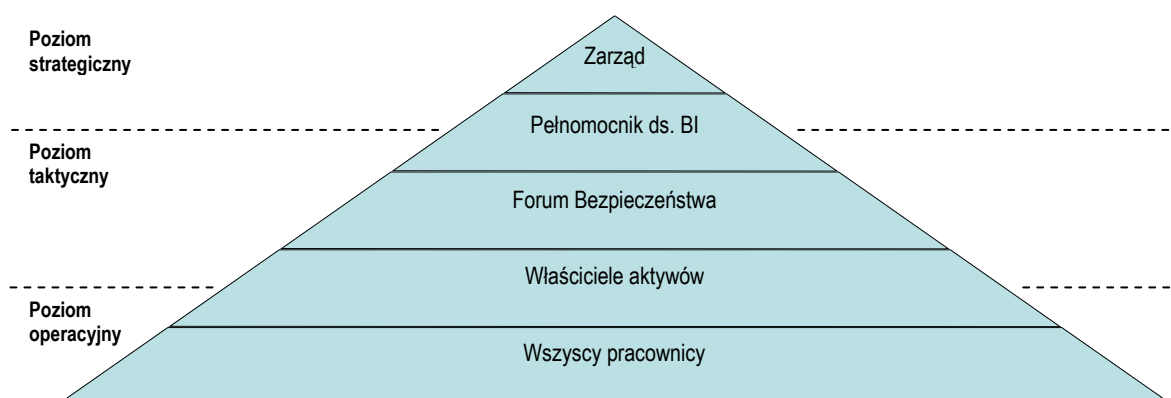 Poziom
strategiczny
Zarząd
Pełnomocnik ds. BI
Poziom
taktyczny
Forum Bezpieczeństwa
Właściciele aktywów
Poziom
operacyjny
Wszyscy pracownicy